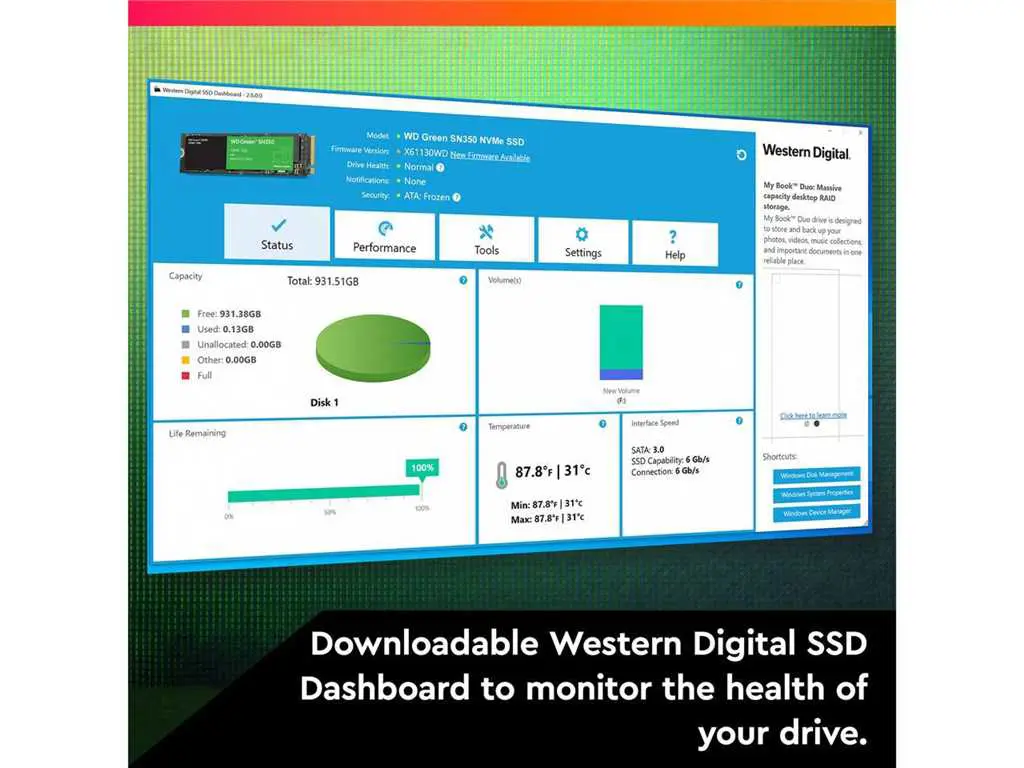 Western Digital SSD Dashboard - 2.6.0.0
WD Green™ SN350
Model: WD Green SN350 NVMe SSD
Firmware Version: X61130WD New Firmware Available
Drive Health: Normal ?
Notifications: None
Security: ATA: Frozen ?
Status
Performance
Tools
Settings
? Help
Capacity
Total: 931.51GB
?
Free: 931.38GB
Used: 0.13GB
Unallocated: 0.00GB
Other: 0.00GB
Full
Disk 1
Volume(s)
?
New Volume
(F:)
Life Remaining
?
100%
0%
50%
100%
Temperature
?
87.8°F | 31°C
Min: 87.8°F | 31°C
Max: 87.8°F | 31°C
Interface Speed
?
SATA: 3.0
SSD Capability: 6 Gb/s
Connection: 6 Gb/s
Western Digital.
My Book™ Duo: Massive
capacity desktop RAID
storage.
My Book™ Duo drive is designed
to store and back up your
photos, videos, music collections,
and important documents in one
reliable place.
Click here to learn more
Shortcuts:
Windows Disk Management
Windows System Properties
Windows Device Manager
Downloadable Western Digital SSD
Dashboard to monitor the health of
your drive.